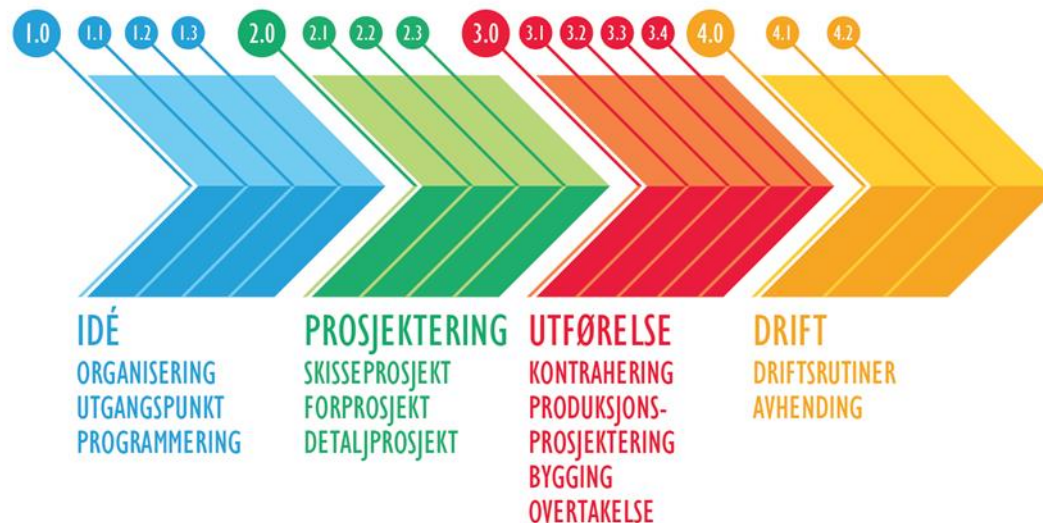 1.0 1.1 1.2 1.3 2.0 2.1 2.2 2.3 3.0 3.1 3.2 3.3 3.4 4.0 4.1 4.2
IDÉ
ORGANISERING
UTGANGSPUNKT
PROGRAMMERING
PROSJEKTERING
SKISSEPROSJEKT
FORPROSJEKT
DETALJPROSJEKT
UTFØRELSE
KONTRAHERING
PRODUKSJONS-
PROSJEKTERING
BYGGING
OVERTAKELSE
DRIFT
DRIFTSRUTINER
AVHENDING